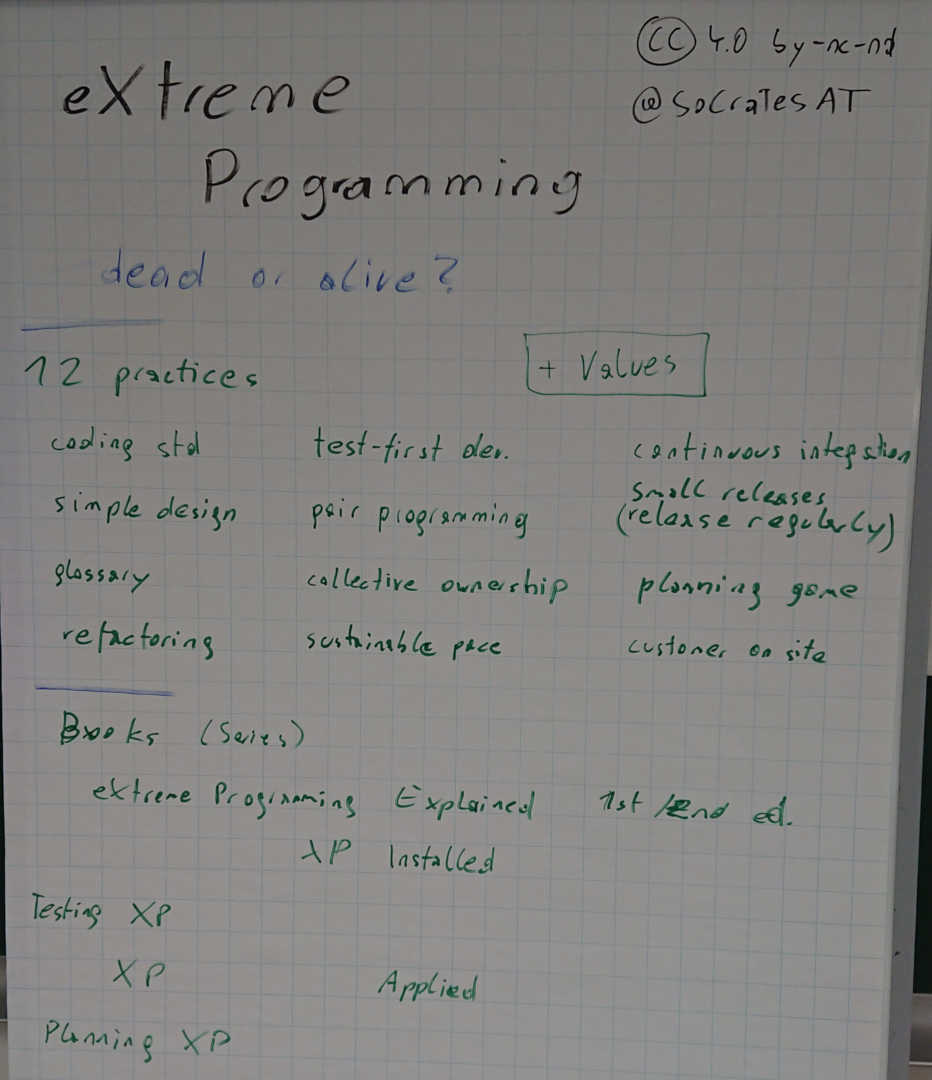 CC 4.0 by-nc-nd
@SoCraTesAT
eXtreme
Programming
dead or alive?
12 practices
+ Values
coding std test-first dev. continuous integration
simple design pair programming small releases
(release regularly)
glossary collective ownership planning game
refactoring sustainable pace customer on site
Books (Series)
eXtreme Programming Explained 1st /2nd ed.
XP Installed
Testing XP
XP Applied
Planning XP